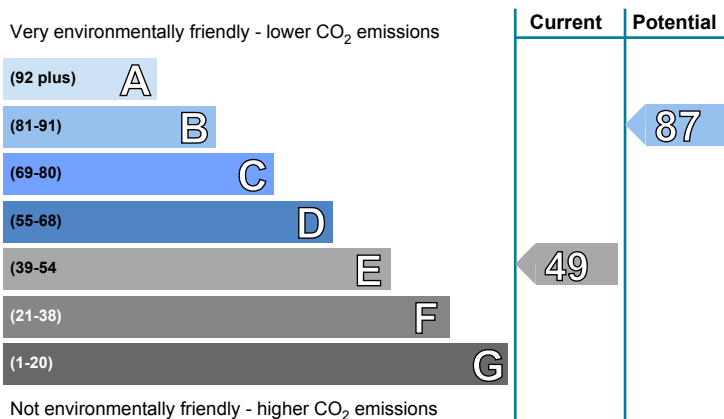 Current Potential
Very environmentally friendly - lower CO2 emissions
(92 plus) A
(81-91) B 87
(69-80) C
(55-68) D
(39-54 E 49
(21-38) F
(1-20) G
Not environmentally friendly - higher CO2 emissions